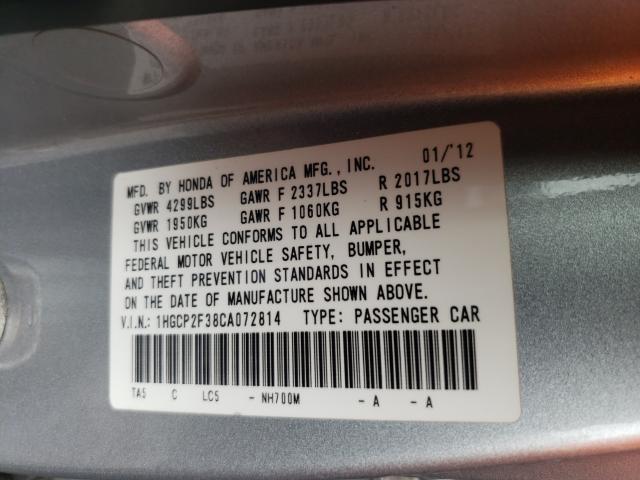 MFD. BY HONDA OF AMERICA MFG., INC. 01/'12
GVWR 4299LBS GAWR F 2337LBS R 2017LBS
GVWR 1950KG GAWR F 1060KG R 915KG
THIS VEHICLE CONFORMS TO ALL APPLICABLE
FEDERAL MOTOR VEHICLE SAFETY, BUMPER,
AND THEFT PREVENTION STANDARDS IN EFFECT
ON THE DATE OF MANUFACTURE SHOWN ABOVE.
V.I.N.: 1HGCP2F38CA072814 TYPE: PASSENGER CAR
TA5 C LC5 - NH700M - A - A